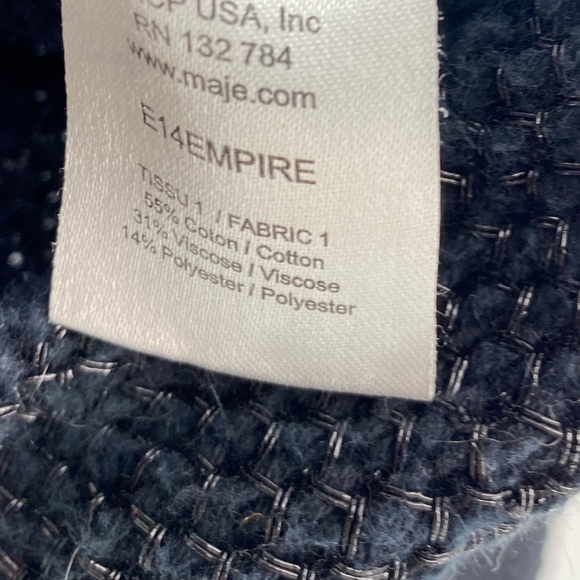 USA, Inc
RN 132 784
www.maje.com
E14EMPIRE
TISSU 1 / FABRIC 1
55% Coton / Cotton
31% Viscose / Viscose
14% Polyester / Polyester